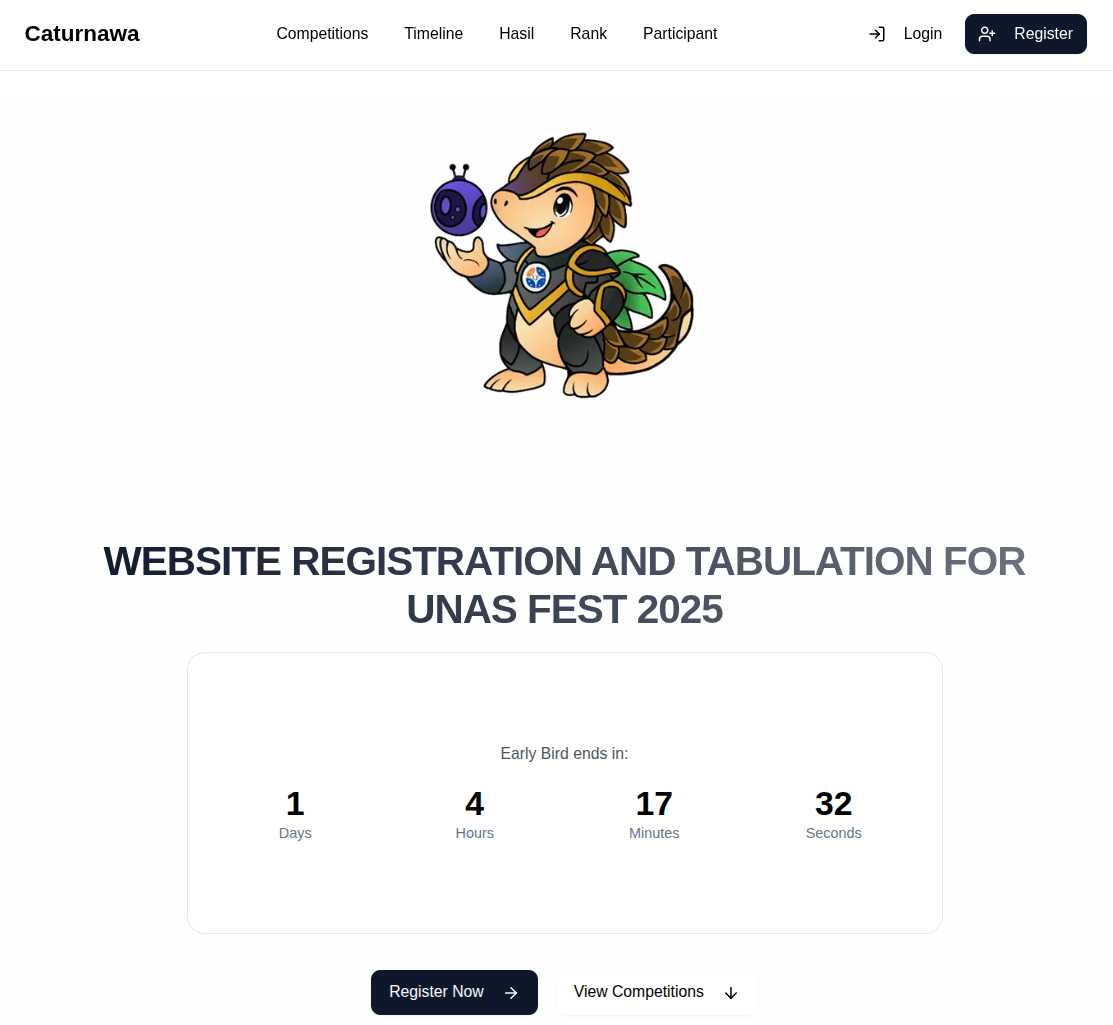 Caturnawa
Competitions
Timeline
Hasil
Rank
Participant
Login
Register
WEBSITE REGISTRATION AND TABULATION FOR
UNAS FEST 2025
Early Bird ends in:
1
Days
4
Hours
17
Minutes
32
Seconds
Register Now
View Competitions